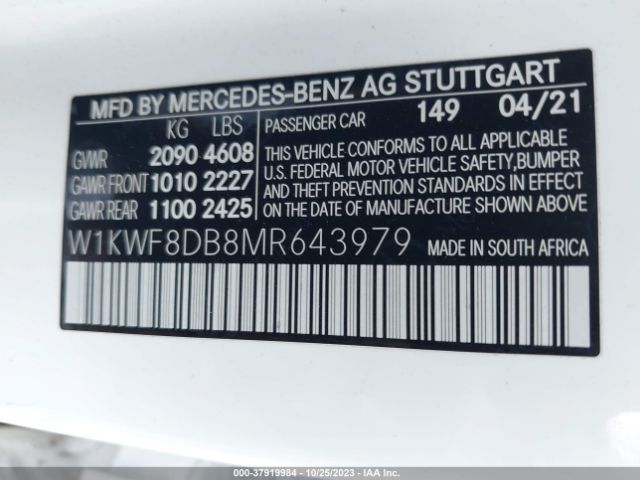 MFD BY MERCEDES-BENZ AG STUTTGART
KG LBS PASSENGER CAR 149 04/21
GVWR 2090 4608
GAWR FRONT 1010 2227
GAWR REAR 1100 2425
THIS VEHICLE CONFORMS TO ALL APPLICABLE
U.S. FEDERAL MOTOR VEHICLE SAFETY, BUMPER
AND THEFT PREVENTION STANDARDS IN EFFECT
ON THE DATE OF MANUFACTURE SHOWN ABOVE
W1KWF8DB8MR643979 MADE IN SOUTH AFRICA
000-37919984 - 10/25/2023 - IAA Inc.